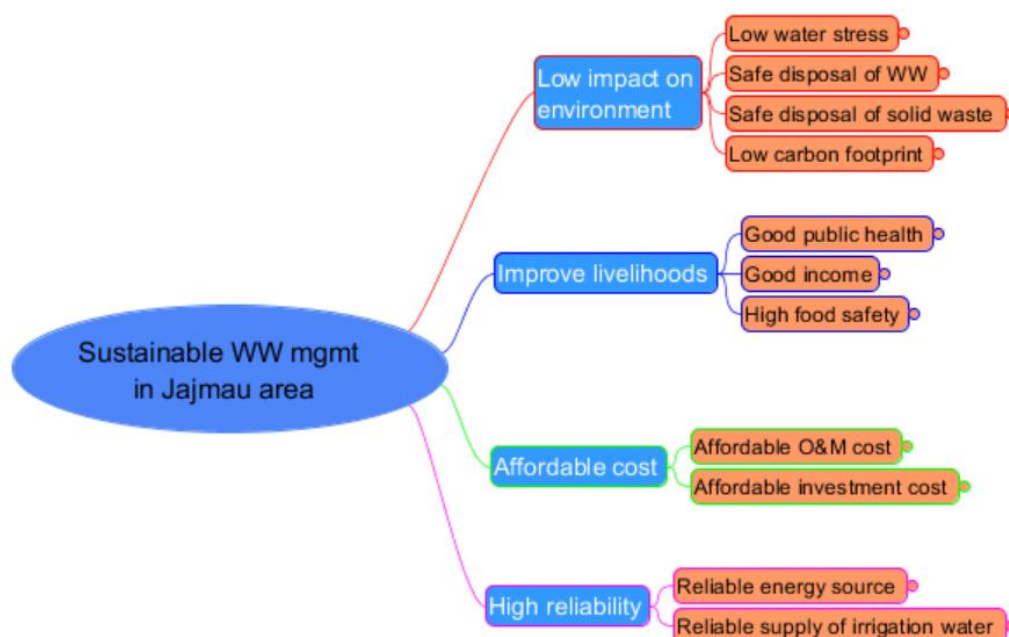 Sustainable WW mgmt
in Jajmau area
Low impact on
environment
Low water stress
Safe disposal of WW
Safe disposal of solid waste
Low carbon footprint
Improve livelihoods
Good public health
Good income
High food safety
Affordable cost
Affordable O&M cost
Affordable investment cost
High reliability
Reliable energy source
Reliable supply of irrigation water